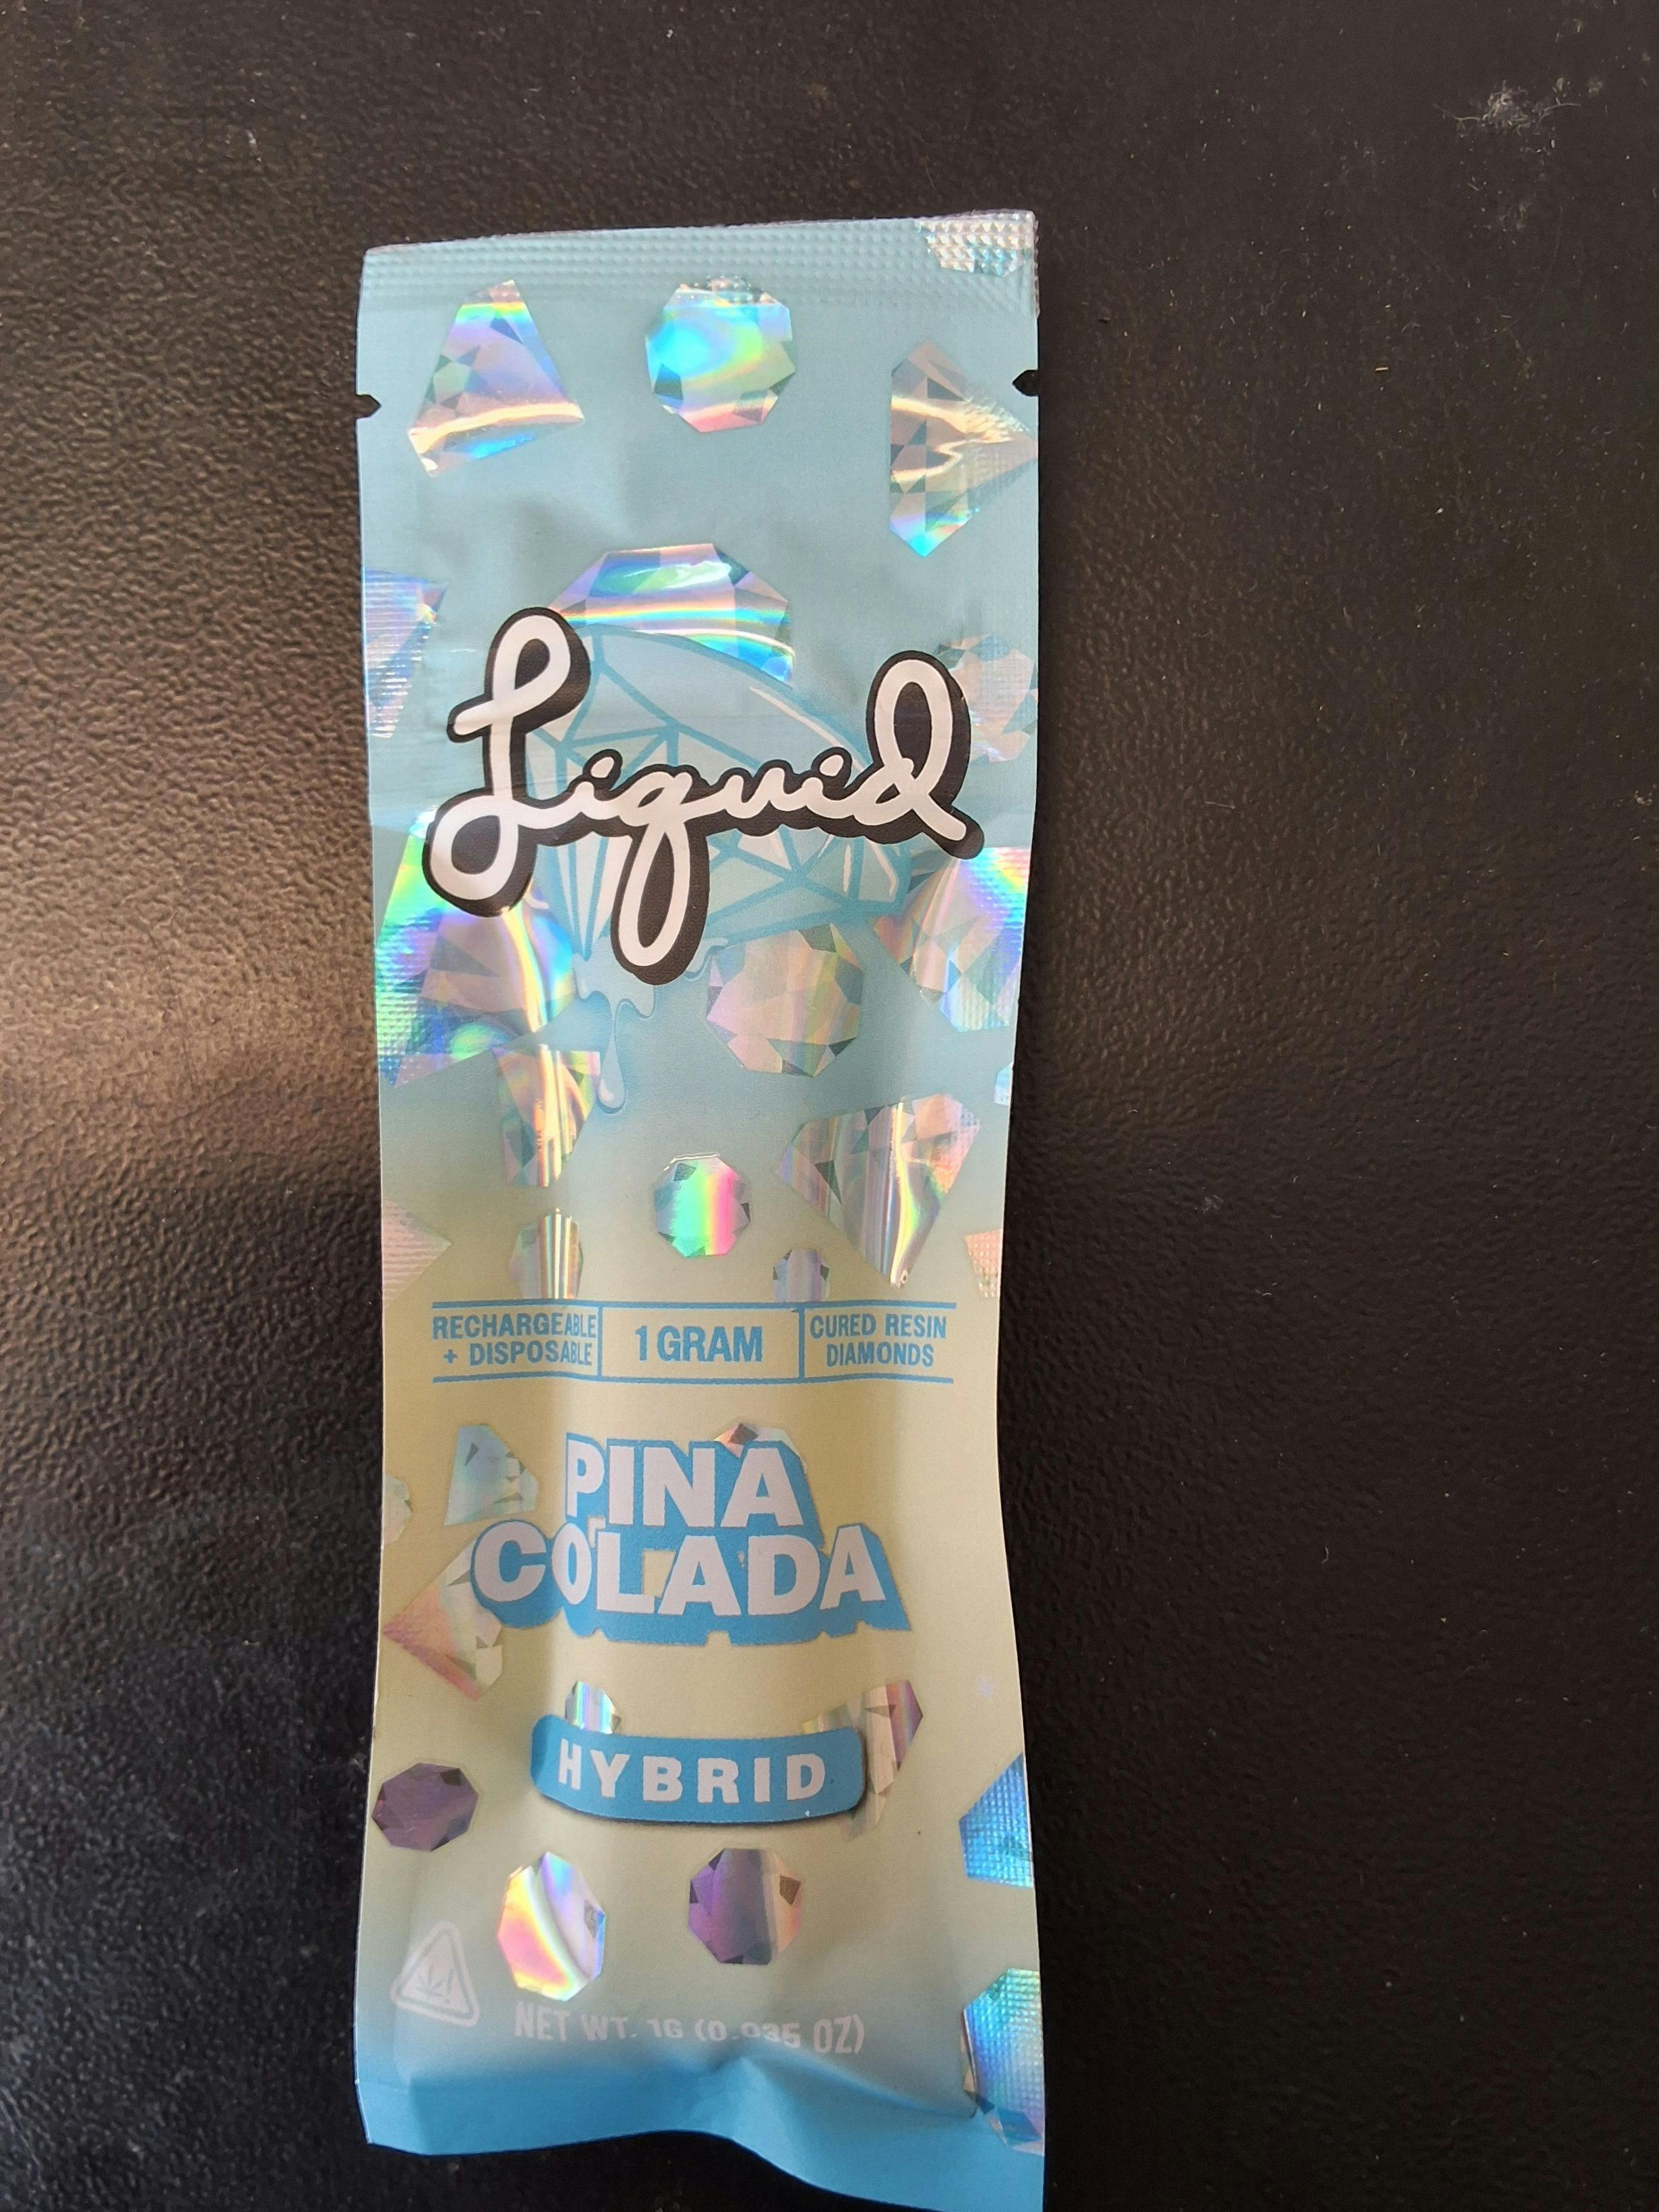 Liquid
RECHARGEABLE
+ DISPOSABLE
1 GRAM
CURED RESIN
DIAMONDS
PINA
COLADA
HYBRID
NET WT. 1G (0.035 OZ)